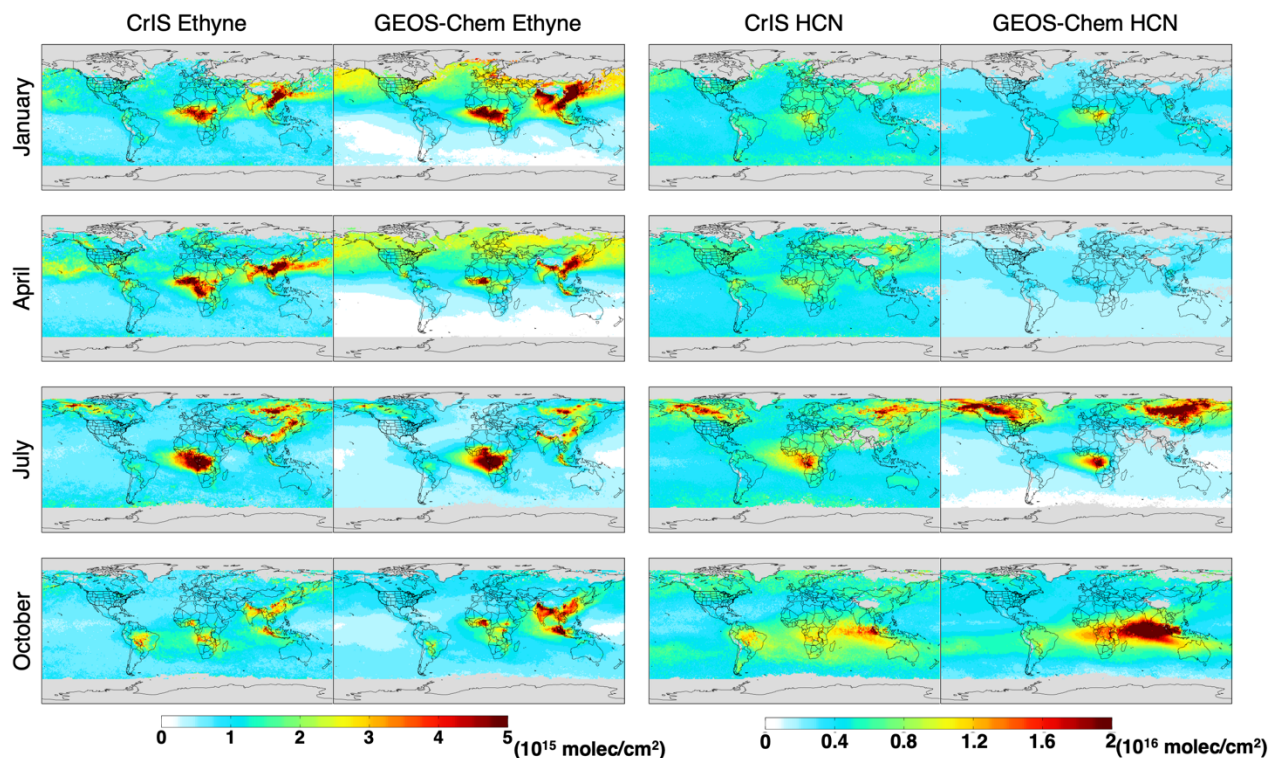 CrIS Ethyne GEOS-Chem Ethyne CrIS HCN GEOS-Chem HCN
January
April
July
October
0 1 2 3 4 5 (10¹⁵ molec/cm²) 0 0.4 0.8 1.2 1.6 2 (10¹⁶ molec/cm²)